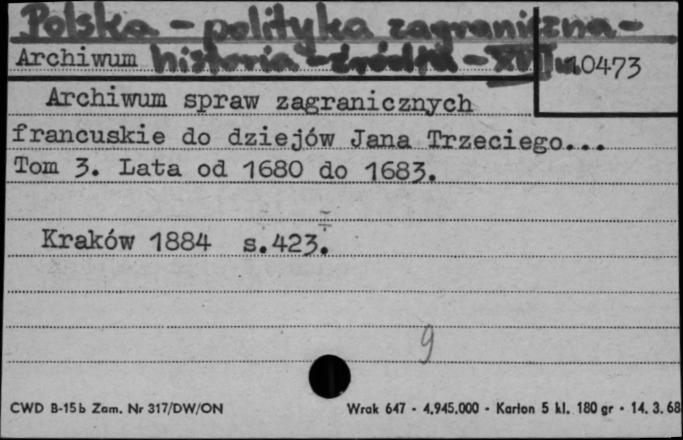 Polska - polityka zagraniczna -
Archiwum historia - źródła - XVII w.
10473
Archiwum spraw zagranicznych
francuskie do dziejów Jana Trzeciego...
Tom 3. Lata od 1680 do 1683.
Kraków 1884 s.423.
9
CWD B-15b Zam. Nr 317/DW/ON Wrak 647 - 4.945.000 - Karton 5 kl. 180 gr - 14. 3. 68